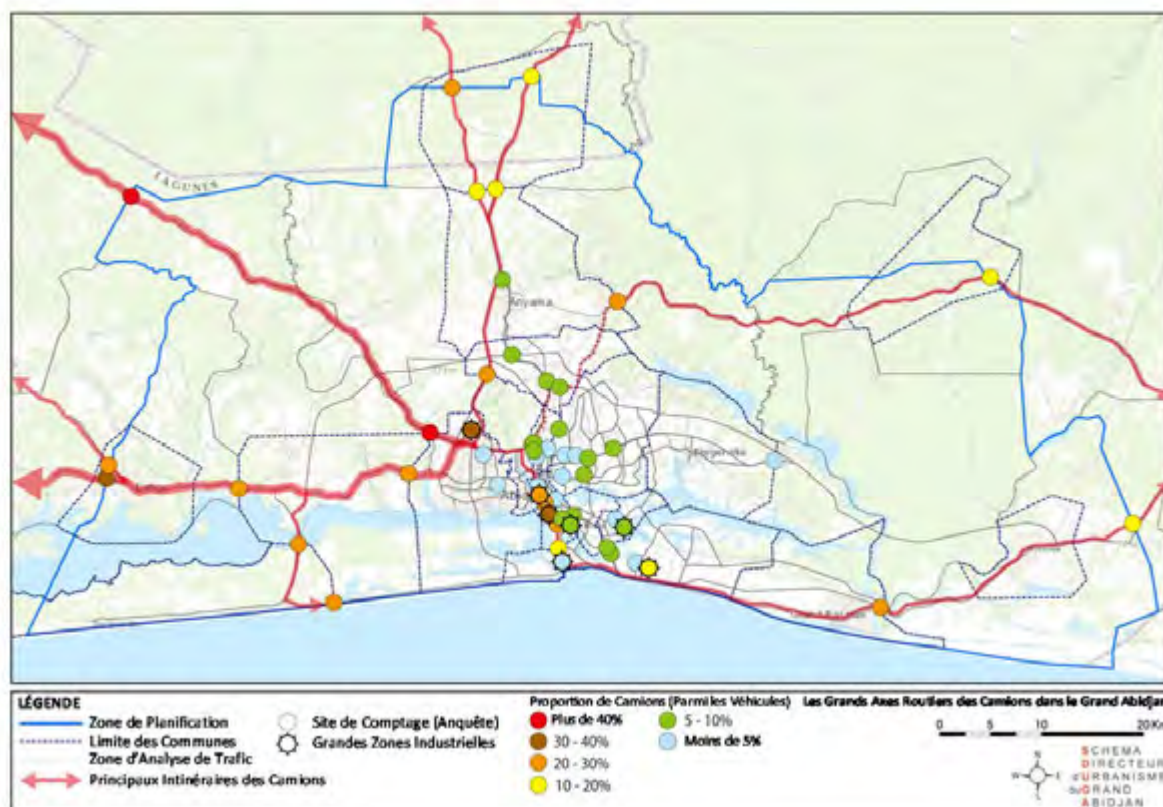 LAGUNES
Anyama
LÉGENDE
Zone de Planification
Limite des Communes
Zone d'Analyse de Trafic
Principaux Intinéraires des Camions
Site de Comptage (Anquête)
Grandes Zones Industrielles
Proportion de Camions (Parmi les Véhicules)
Plus de 40%
30 - 40%
20 - 30%
10 - 20%
5 - 10%
Moins de 5%
Les Grands Axes Routiers des Camions dans le Grand Abidjan
0 5 10 20Km
N
W E
S
SCHEMA
DIRECTEUR
d'URBANISME
du GRAND
ABIDJAN